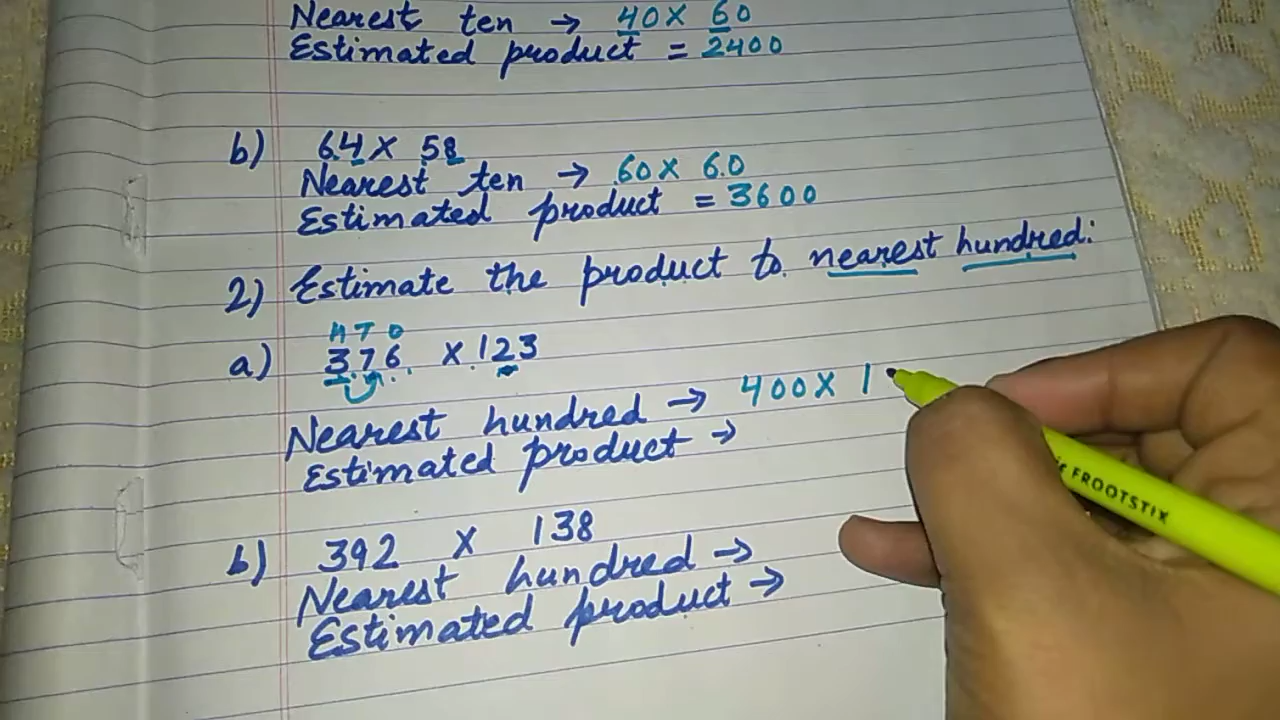 Nearest ten → 40 X 60
Estimated product = 2400
b) 64 X 58
Nearest ten → 60 X 60
Estimated product = 3600
2) Estimate the product to nearest hundred:
H T O
a) 376 X 123
Nearest hundred → 400 X 1
Estimated product →
b) 392 X 138
Nearest hundred →
Estimated product →
FROOTSTIX